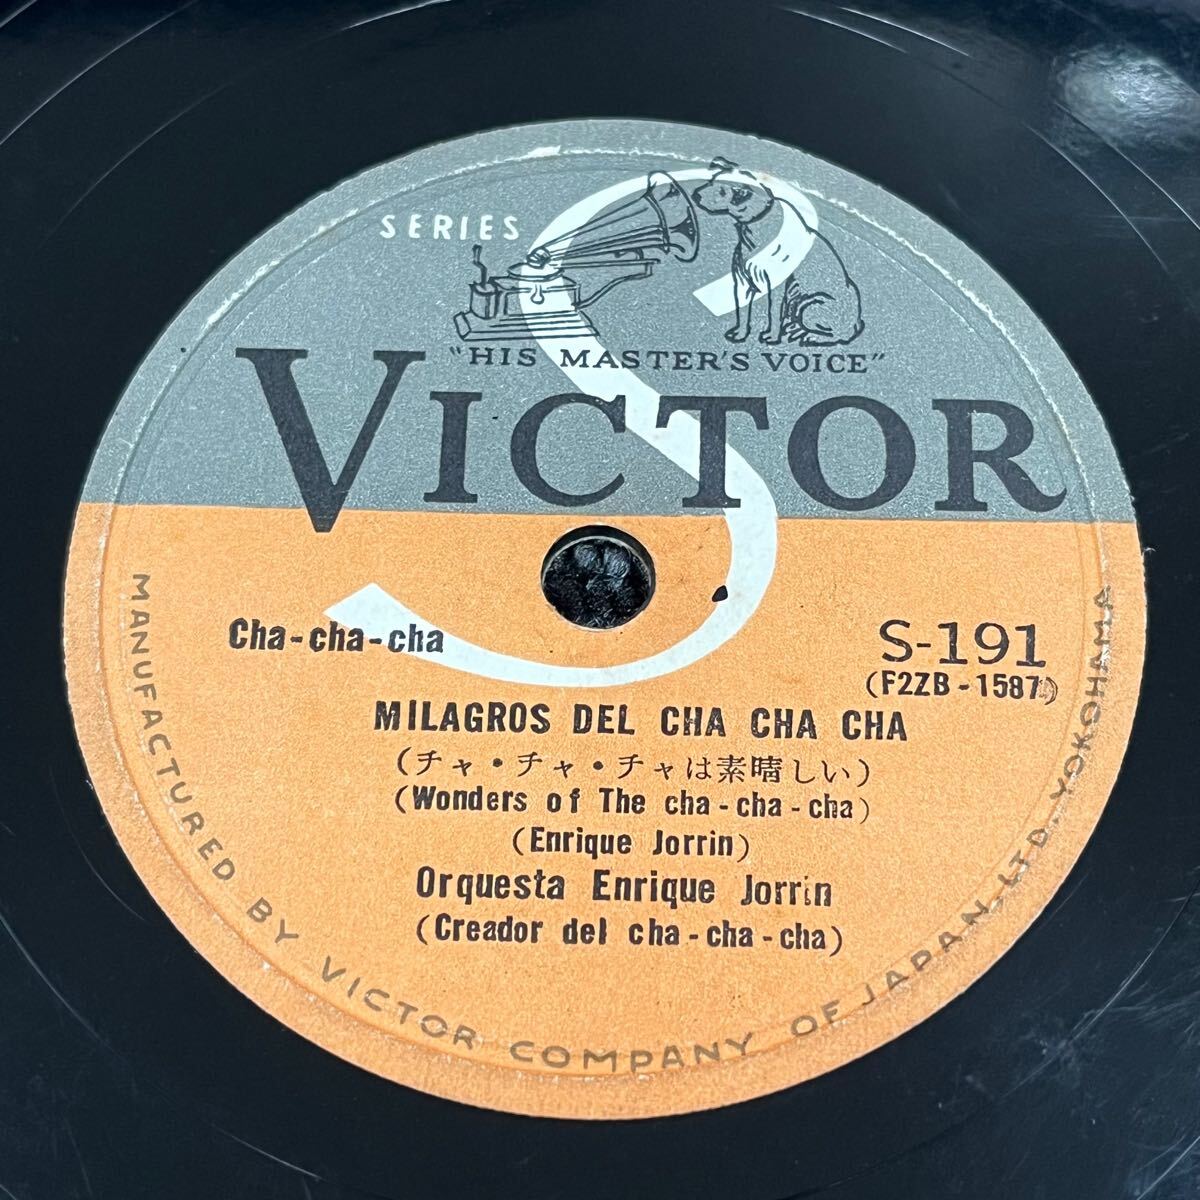 SERIES
S
"HIS MASTER'S VOICE"
VICTOR
Cha-cha-cha
S-191
(F2ZB-1587)
MILAGROS DEL CHA CHA CHA
(チャ・チャ・チャは素晴しい)
(Wonders of The cha-cha-cha)
(Enrique Jorrin)
Orquesta Enrique Jorrin
(Creador del cha-cha-cha)
MANUFACTURED BY VICTOR COMPANY OF JAPAN, LTD. YOKOHAMA